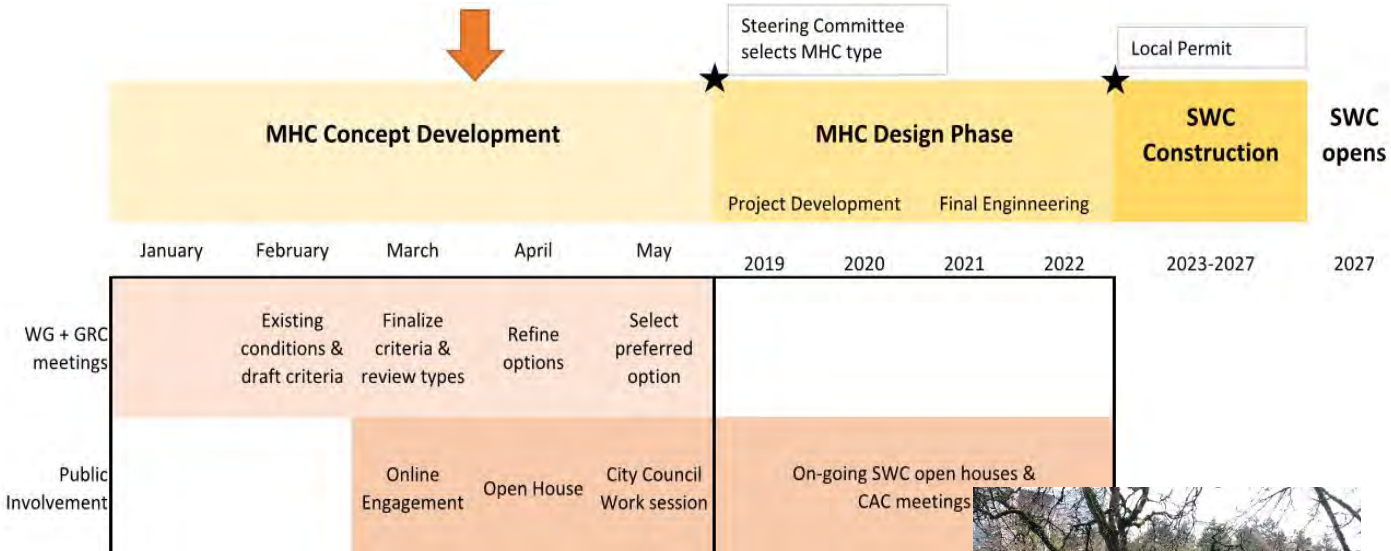 Steering Committee
selects MHC type
Local Permit
MHC Concept Development
MHC Design Phase
SWC
Construction
SWC
opens
Project Development
Final Enginneering
January
February
March
April
May
2019
2020
2021
2022
2023-2027
2027
WG + GRC
meetings
Existing
conditions &
draft criteria
Finalize
criteria &
review types
Refine
options
Select
preferred
option
Public
Involvement
Online
Engagement
Open House
City Council
Work session
On-going SWC open houses &
CAC meetings